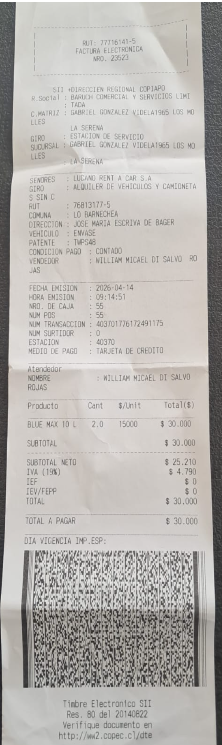 RUT: 77716143-5
FACTURA ELECTRONICA
NRO. 23523
SII -DIRECCION REGIONAL COPIAPO
R.Social : BARUCH COMERCIAL Y SERVICIOS LIMI
: TADA
C.MATRIZ : GABRIEL GONZALEZ VIDELA1965 LOS MO
LLES
LA SERENA
GIRO : ESTACION DE SERVICIO
SUCURSAL : GABRIEL GONZALEZ VIDELA1965 LOS MO
LLES
: LA SERENA
SENORES : LUCANO RENT A CAR S.A
GIRO : ALQUILER DE VEHICULOS Y CAMIONETA
S SIN C
RUT : 76813177-5
COMUNA : LO BARNECHEA
DIRECCION : JOSE MARIA ESCRIVA DE BAGER
VEHICULO : ENVASE
PATENTE : TWPS48
CONDICION PAGO : CONTADO
VENDEDOR : WILLIAM MICAEL DI SALVO RO
JAS
FECHA EMISION : 2026-04-14
HORA EMISION : 09:14:51
NRO. DE CAJA : 55
NUM POS : 55
NUM TRANSACCION : 403701776172491175
NUM SURTIDOR : 0
ESTACION : 40370
MEDIO DE PAGO : TARJETA DE CREDITO
Atendedor
NOMBRE : WILLIAM MICAEL DI SALVO
ROJAS
Producto Cant $/Unit Total($)
BLUE MAX 10 L 2.0 15000 $ 30.000
SUBTOTAL $ 30.000
SUBTOTAL NETO $ 25.210
IVA (19%) $ 4.790
IEF $ 0
IEV/FEPP $ 0
TOTAL $ 30.000
TOTAL A PAGAR $ 30.000
DIA VIGENCIA IMP.ESP:
Timbre Electronico SII
Res. 80 del 20140822
Verifique documento en
http://ww2.copec.cl/dte